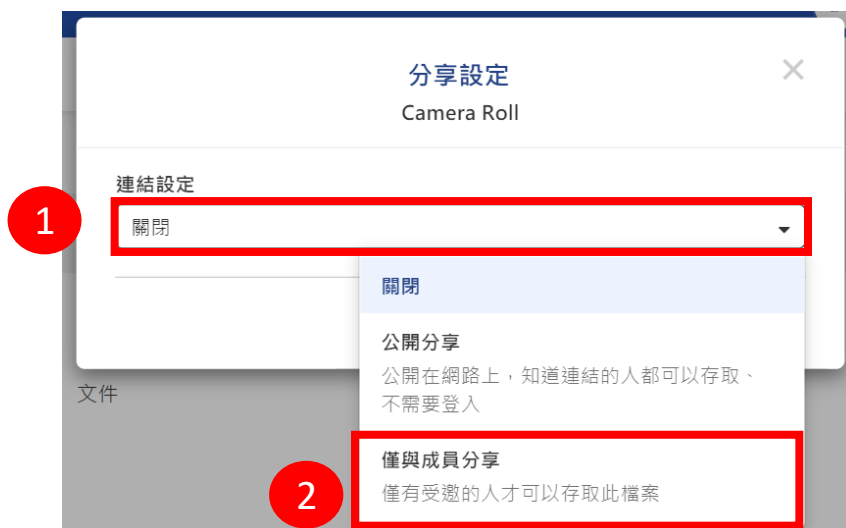 分享設定
Camera Roll
連結設定
1
關閉
關閉
公開分享
公開在網路上，知道連結的人都可以存取、
不需要登入
文件
僅與成員分享
2
僅有受邀的人才可以存取此檔案